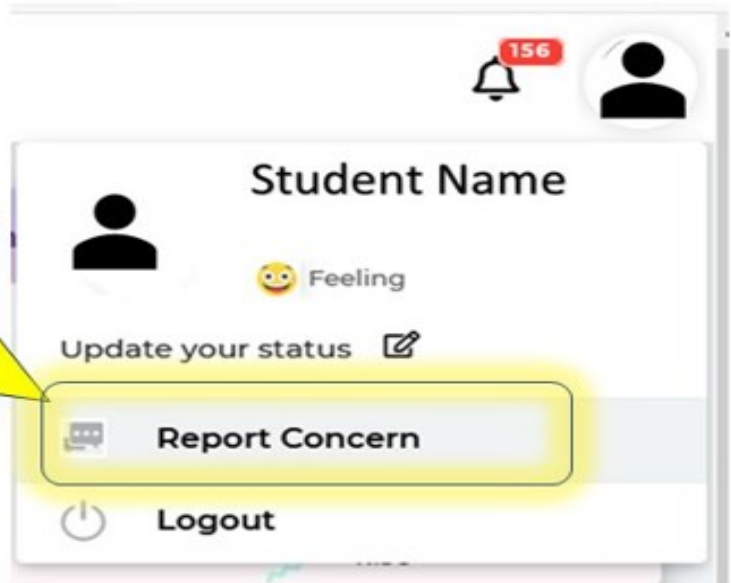 156
Student Name
Feeling
Update your status
Report Concern
Logout